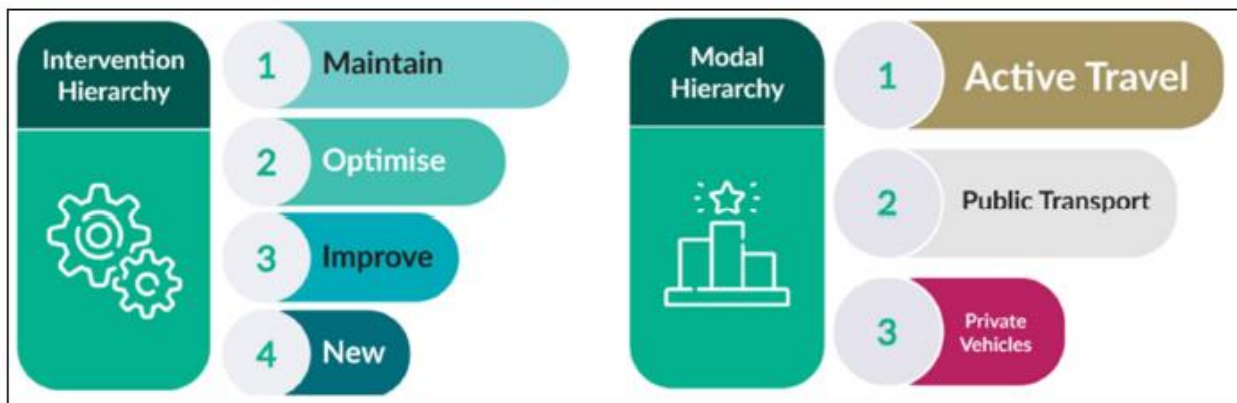 Intervention
Hierarchy
1 Maintain
2 Optimise
3 Improve
4 New
Modal
Hierarchy
1 Active Travel
2 Public Transport
3 Private
Vehicles